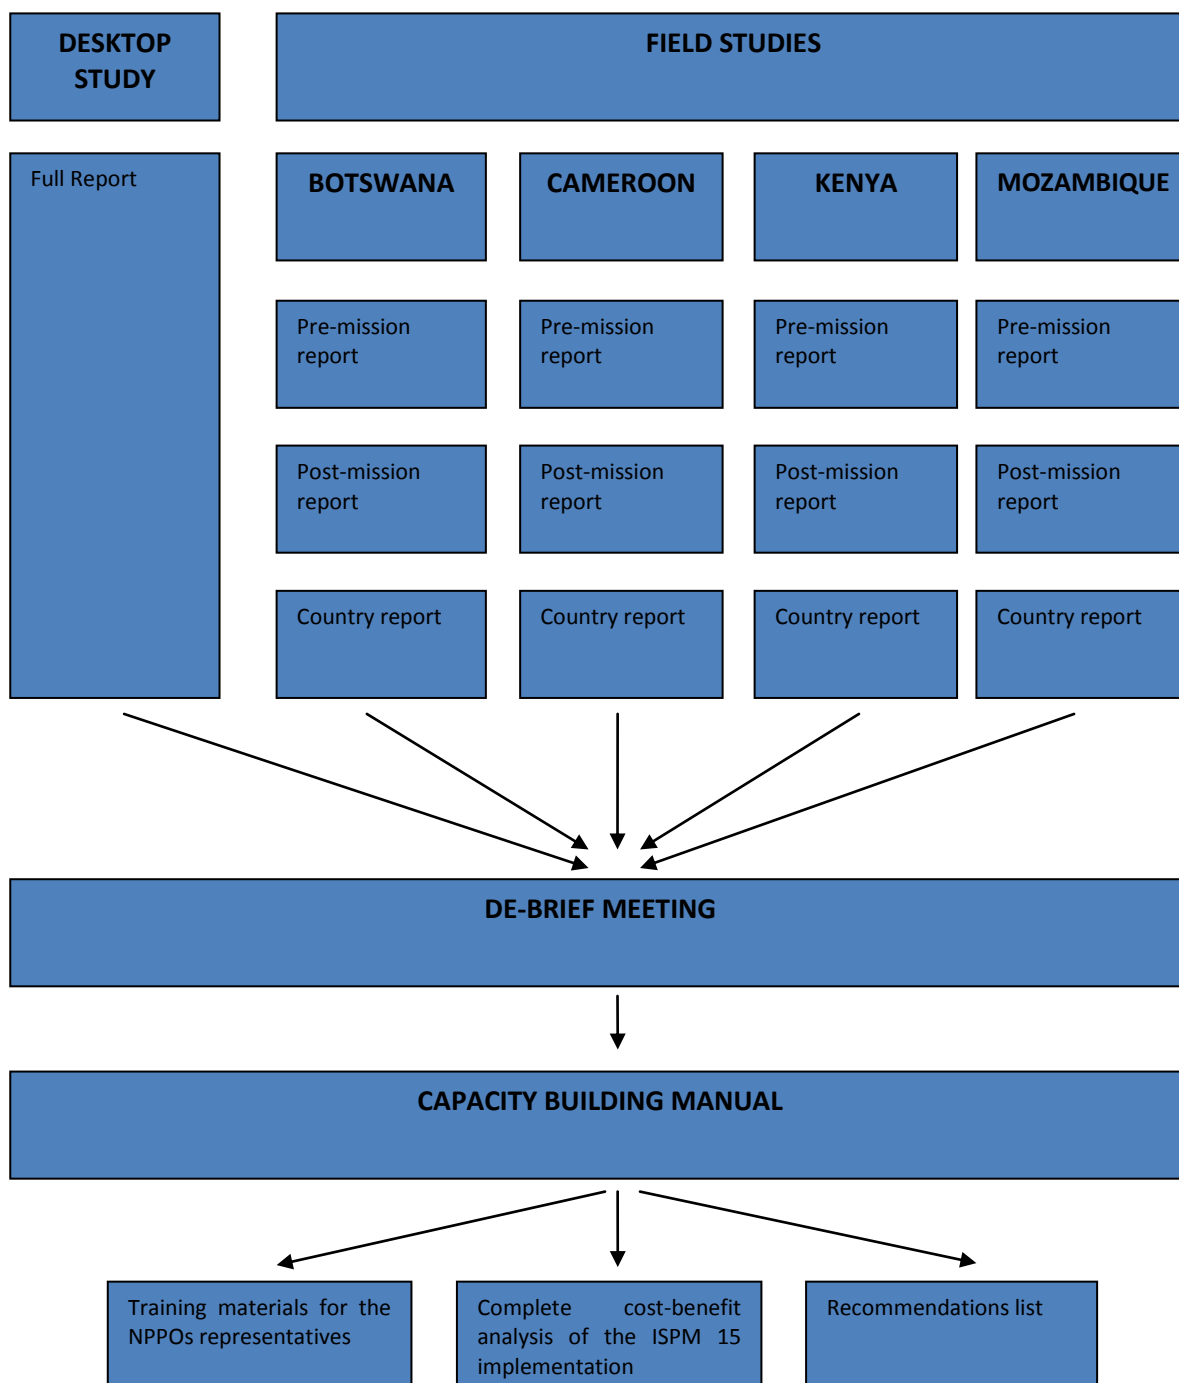 DESKTOP
STUDY
FIELD STUDIES
Full Report
BOTSWANA
CAMEROON
KENYA
MOZAMBIQUE
Pre-mission
report
Pre-mission
report
Pre-mission
report
Pre-mission
report
Post-mission
report
Post-mission
report
Post-mission
report
Post-mission
report
Country report
Country report
Country report
Country report
DE-BRIEF MEETING
CAPACITY BUILDING MANUAL
Training materials for the
NPPOs representatives
Complete cost-benefit
analysis of the ISPM 15
implementation
Recommendations list